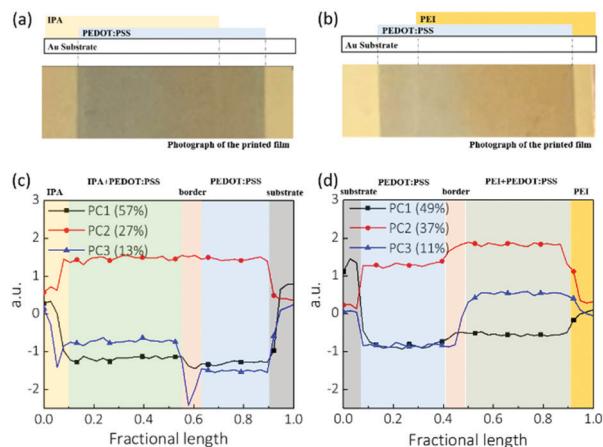 (a)
IPA
PEDOT:PSS
Au Substrate
Photograph of the printed film
(b)
PEI
PEDOT:PSS
Au Substrate
Photograph of the printed film
(c)
IPA
IPA+PEDOT:PSS
border
PEDOT:PSS
substrate
3
2
1
0
-1
-2
a.u.
PC1 (57%)
PC2 (27%)
PC3 (13%)
0.0 0.2 0.4 0.6 0.8 1.0
Fractional length
(d)
substrate
PEDOT:PSS
border
PEI+PEDOT:PSS
PEI
3
2
1
0
-1
-2
a.u.
PC1 (49%)
PC2 (37%)
PC3 (11%)
0.0 0.2 0.4 0.6 0.8 1.0
Fractional length